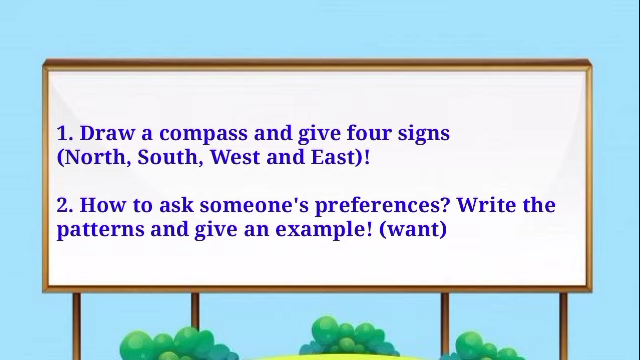 1. Draw a compass and give four signs
(North, South, West and East)!
2. How to ask someone's preferences? Write the
patterns and give an example! (want)